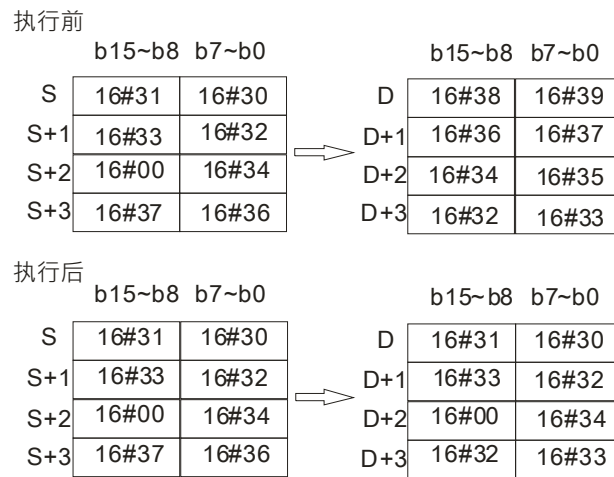 执行前
b15~b8 b7~b0 b15~b8 b7~b0
S 16#31 16#30 D 16#38 16#39
S+1 16#33 16#32 D+1 16#36 16#37
S+2 16#00 16#34 D+2 16#34 16#35
S+3 16#37 16#36 D+3 16#32 16#33
执行后
b15~b8 b7~b0 b15~b8 b7~b0
S 16#31 16#30 D 16#31 16#30
S+1 16#33 16#32 D+1 16#33 16#32
S+2 16#00 16#34 D+2 16#00 16#34
S+3 16#37 16#36 D+3 16#32 16#33